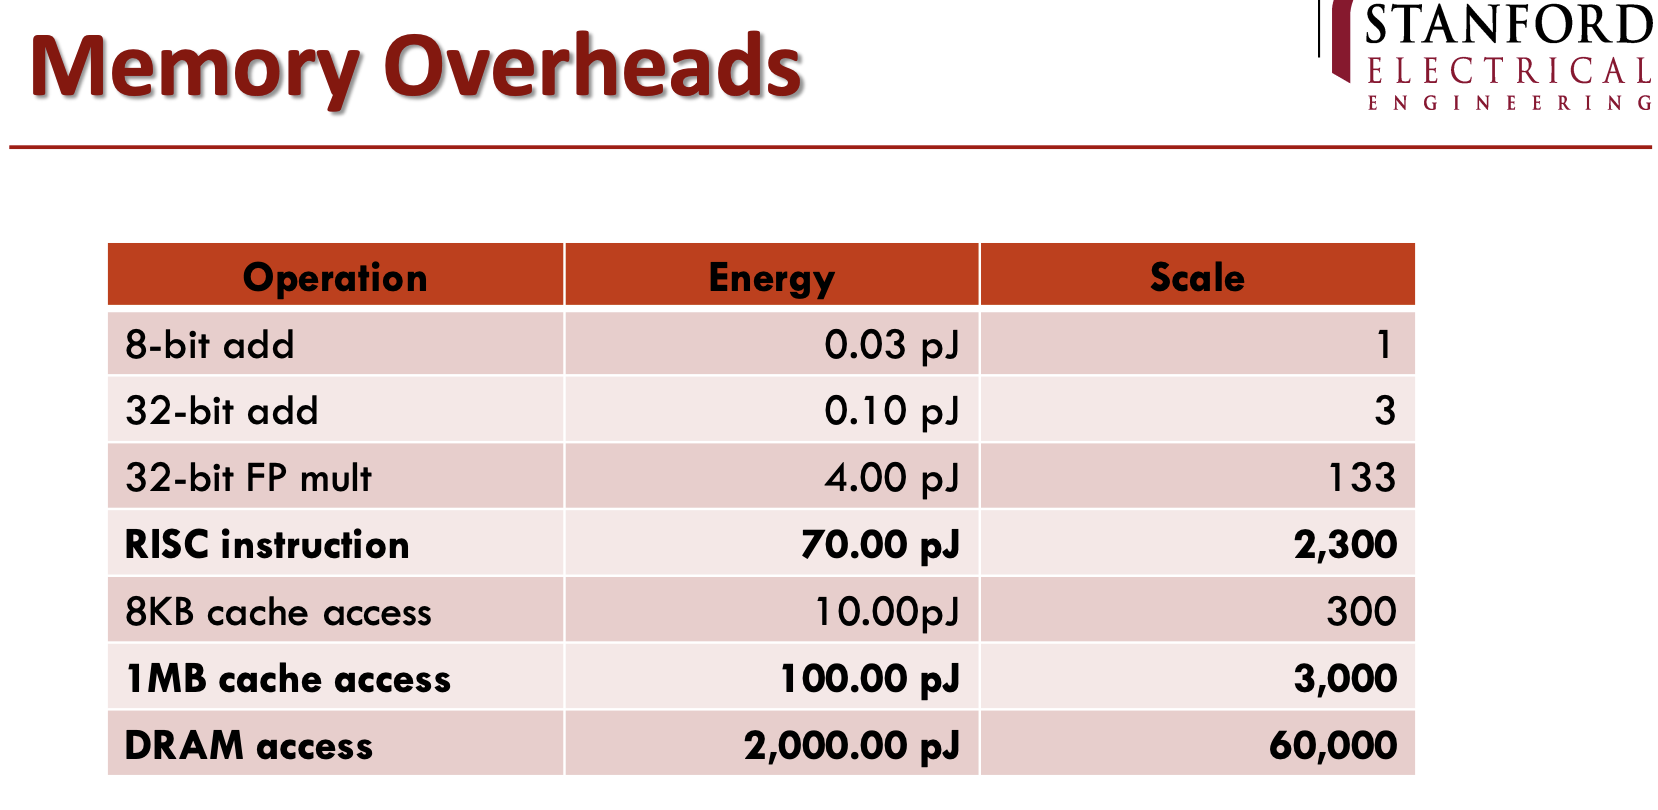 Memory Overheads
STANFORD
ELECTRICAL
ENGINEERING
Operation Energy Scale
8-bit add 0.03 pJ 1
32-bit add 0.10 pJ 3
32-bit FP mult 4.00 pJ 133
RISC instruction 70.00 pJ 2,300
8KB cache access 10.00pJ 300
1MB cache access 100.00 pJ 3,000
DRAM access 2,000.00 pJ 60,000